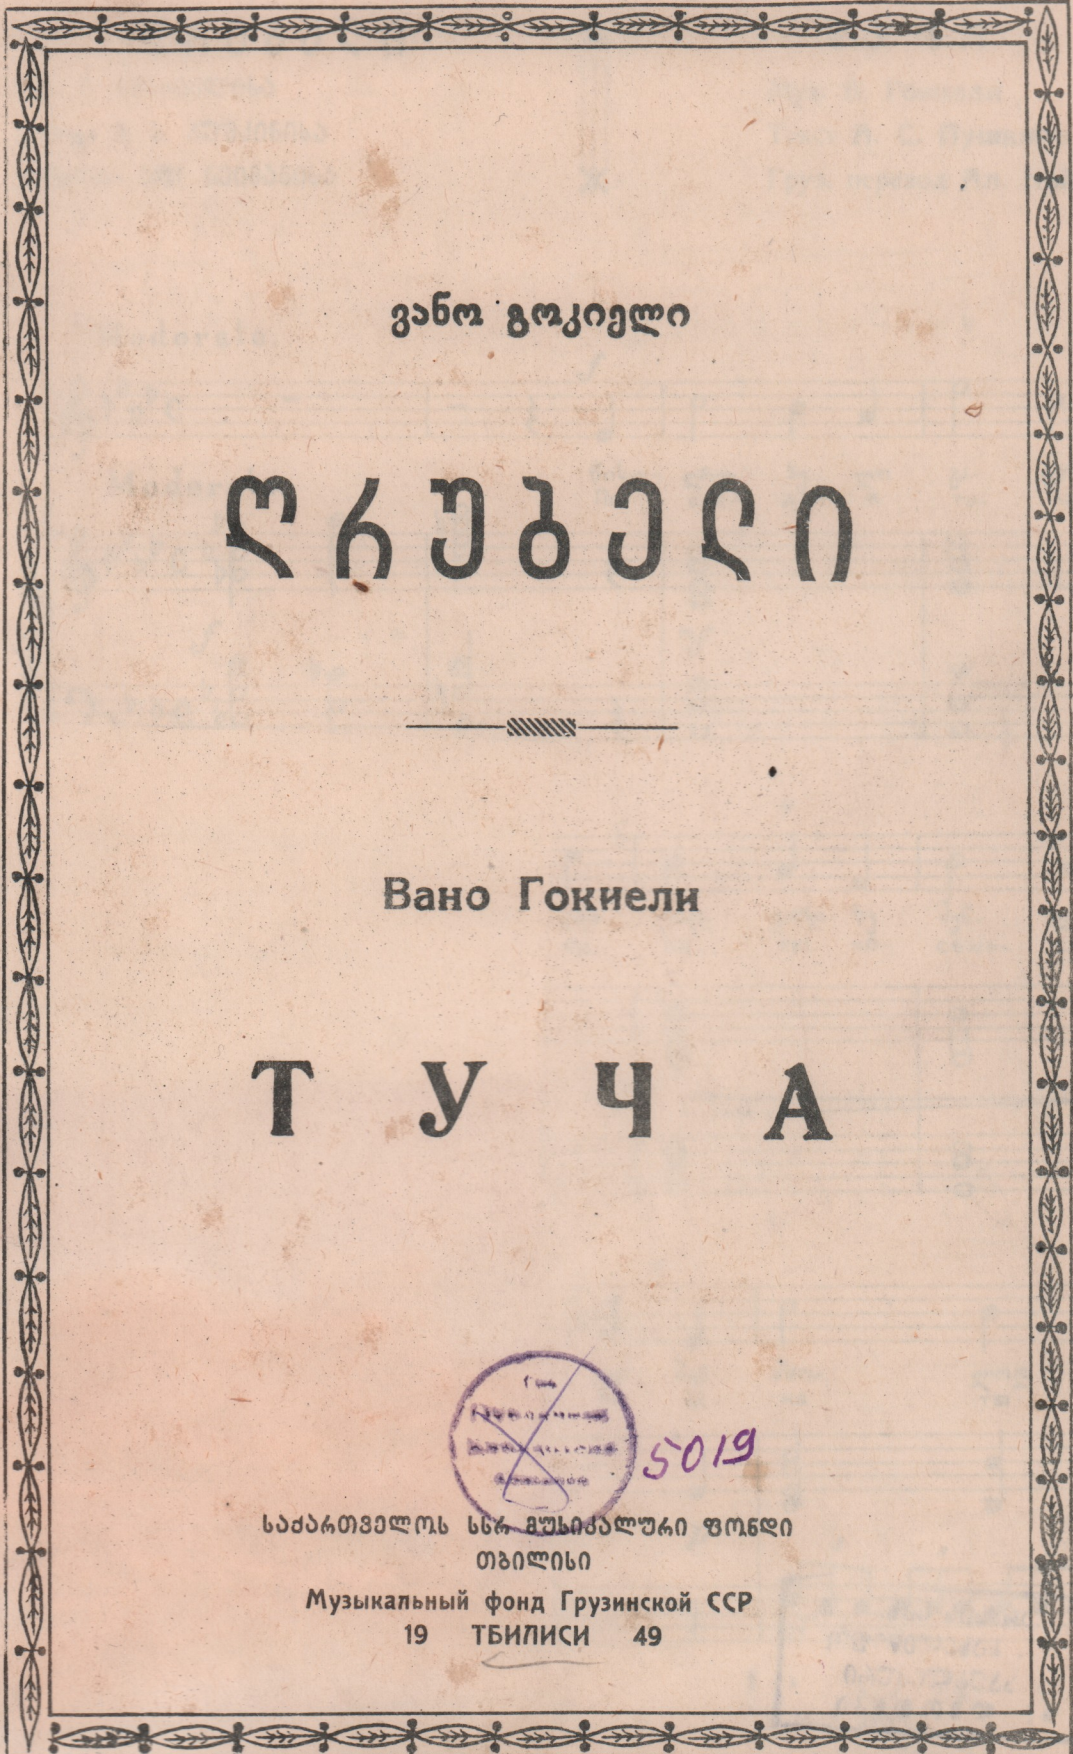 ვანო გოკიელი
ღრუბელი
Вано Гокиели
ТУЧА
5019
საქართველოს სსრ მუსიკალური ფონდი
თბილისი
Музыкальный фонд Грузинской ССР
19 ТБИЛИСИ 49